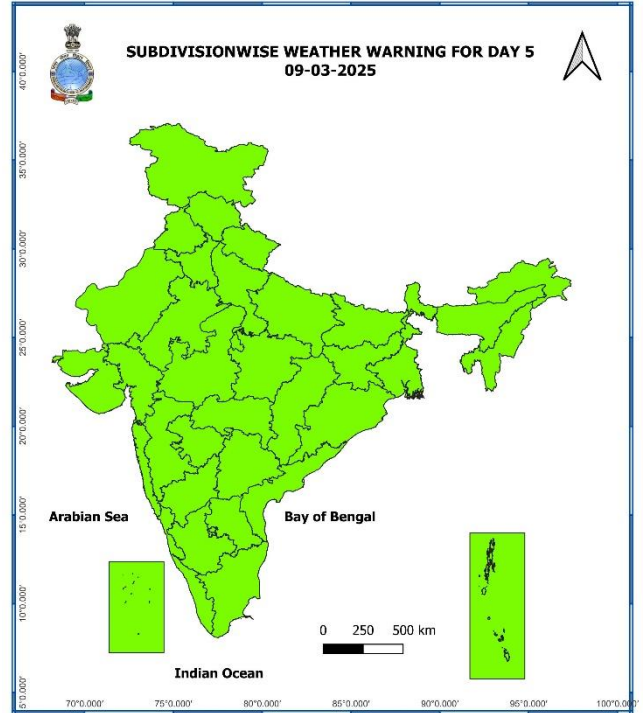 SUBDIVISIONWISE WEATHER WARNING FOR DAY 5
09-03-2025
40°0.000'
35°0.000'
30°0.000'
25°0.000'
20°0.000'
15°0.000'
10°0.000'
5°0.000'
Arabian Sea
Bay of Bengal
0 250 500 km
Indian Ocean
70°0.000' 75°0.000' 80°0.000' 85°0.000' 90°0.000' 95°0.000' 100°0.000'